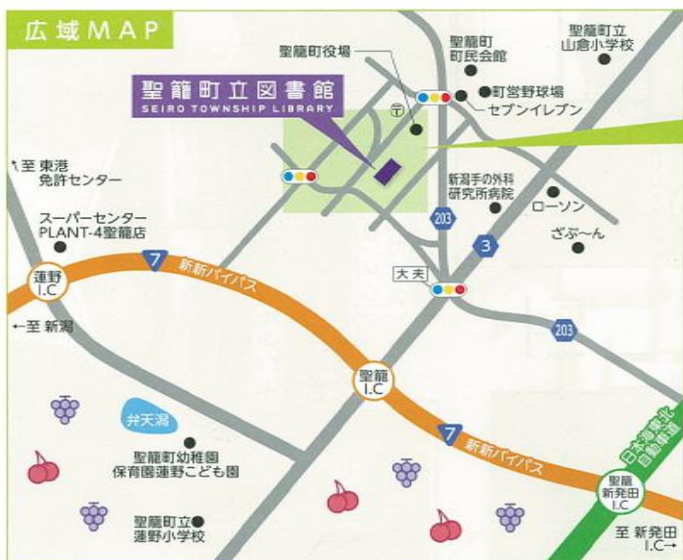 広域MAP
聖籠町役場
聖籠町
町民会館
聖籠町立
山倉小学校
聖籠町立図書館
SEIRO TOWNSHIP LIBRARY
町営野球場
セブンイレブン
〒
至 東港
免許センター
新潟手の外科
研究所病院
ローソン
スーパーセンター
PLANT-4聖籠店
203
3
ざぶ〜ん
7
新新バイパス
大夫
蓮野
I.C
←至 新潟
203
聖籠
I.C
弁天潟
7
新新バイパス
日本海東北
自動車道
聖籠町幼稚園
保育園蓮野こども園
聖籠
新発田
I.C
聖籠町立
蓮野小学校
至 新発田
I.C→